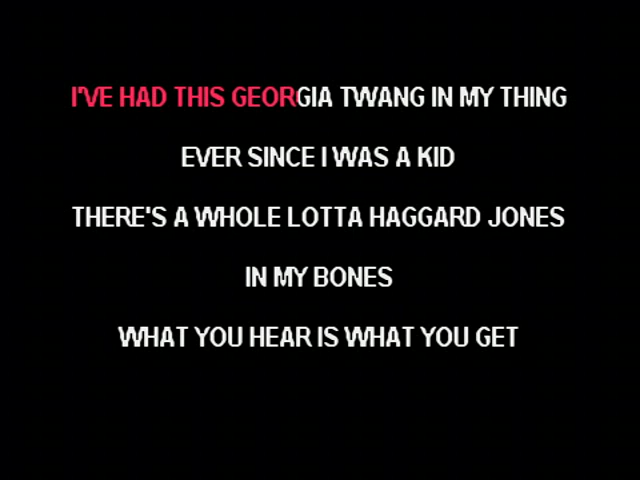 I'VE HAD THIS GEORGIA TWANG IN MY THING
EVER SINCE I WAS A KID
THERE'S A WHOLE LOTTA HAGGARD JONES
IN MY BONES
WHAT YOU HEAR IS WHAT YOU GET